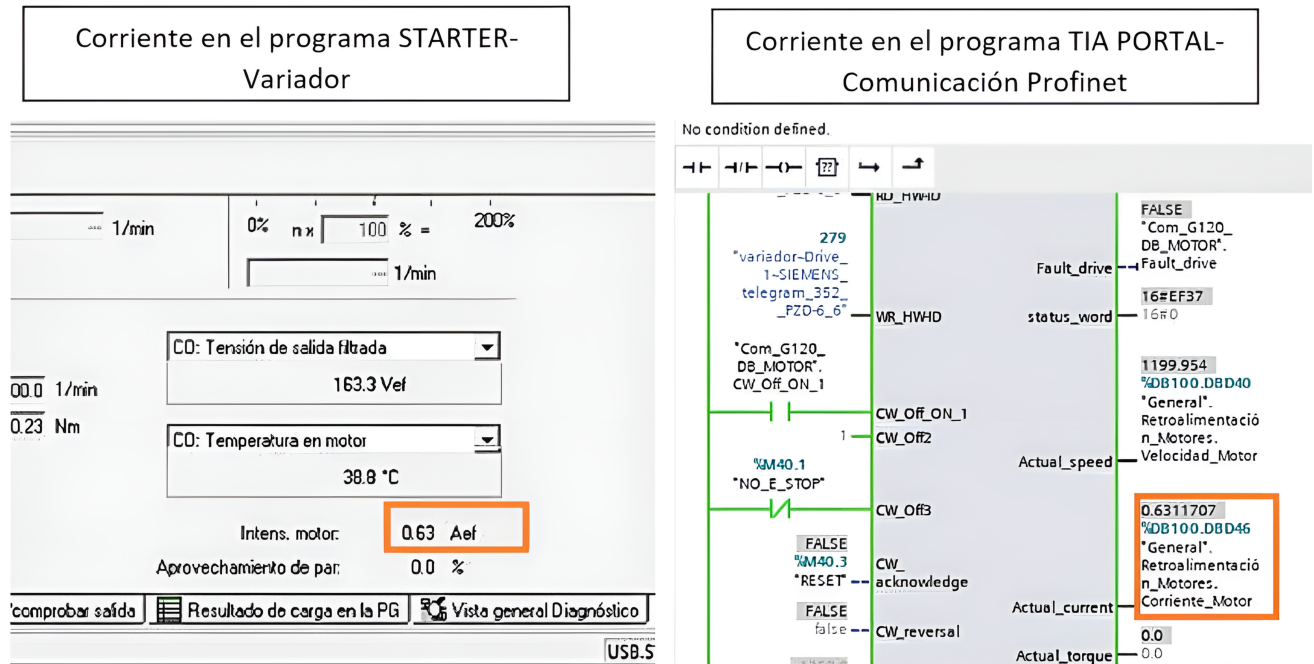 Corriente en el programa STARTER-
Variador
1/min
0%
n x
100
% =
200%
1/min
CO: Tensión de salida filtrada
163.3 Vef
00.0 1/min
0.23 Nm
CO: Temperatura en motor
38.8 °C
Intens. motor:
0.63 Aef
Aprovechamiento de par:
0.0 %
comprobar salida
Resultado de carga en la PG
Vista general Diagnóstico
USB.S
Corriente en el programa TIA PORTAL-
Comunicación Profinet
No condition defined.
??
RD_HWID
279
"variador~Drive_
1~SIEMENS_
telegram_352_
_PZD-6_6"
WR_HWID
"Com_G120_
DB_MOTOR".
CW_Off_ON_1
CW_Off_ON_1
1
CW_Off2
%M40.1
"NO_E_STOP"
CW_Off3
FALSE
%M40.3
"RESET"
CW_
acknowledge
FALSE
false
CW_reversal
FALSE
"Com_G120_
DB_MOTOR".
Fault_drive
Fault_drive
16#EF37
status_word
16#0
1199.954
%DB100.DBD40
"General".
Retroalimentació
n_Motores.
Actual_speed
Velocidad_Motor
0.6311707
%DB100.DBD46
"General".
Retroalimentació
n_Motores.
Actual_current
Corriente_Motor
0.0
Actual_torque
0.0